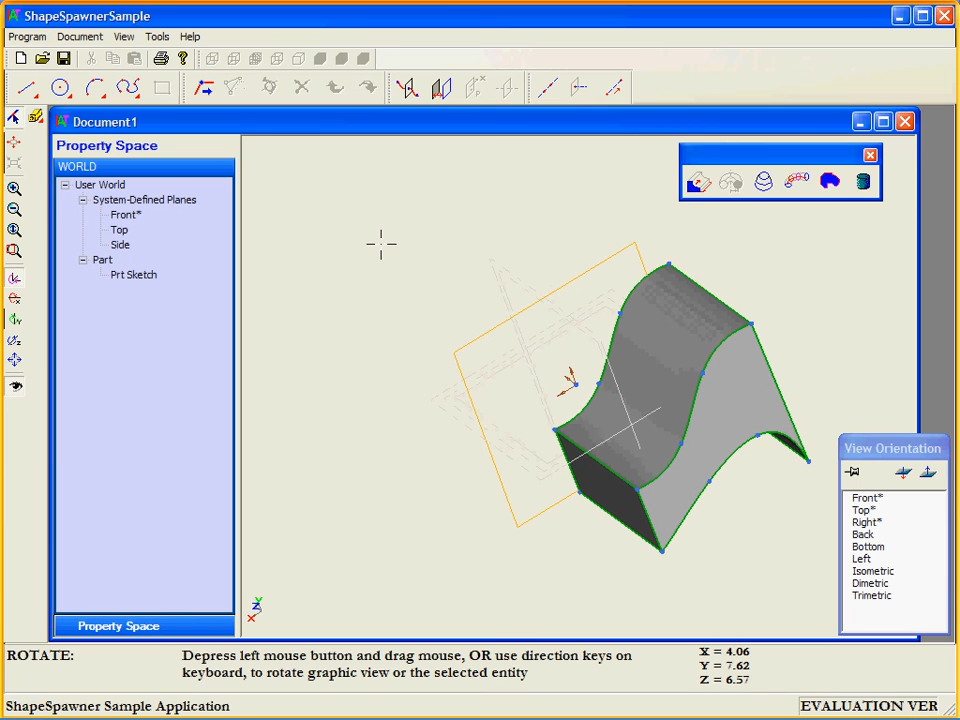 ShapeSpawnerSample
Program Document View Tools Help
Document1
Property Space
WORLD
User World
System-Defined Planes
Front*
Top
Side
Part
Prt Sketch
Property Space
View Orientation
Front*
Top*
Right*
Back
Bottom
Left
Isometric
Dimetric
Trimetric
Y
Z
X
ROTATE: Depress left mouse button and drag mouse, OR use direction keys on
keyboard, to rotate graphic view or the selected entity
X = 4.06
Y = 7.62
Z = 6.57
ShapeSpawner Sample Application EVALUATION VER